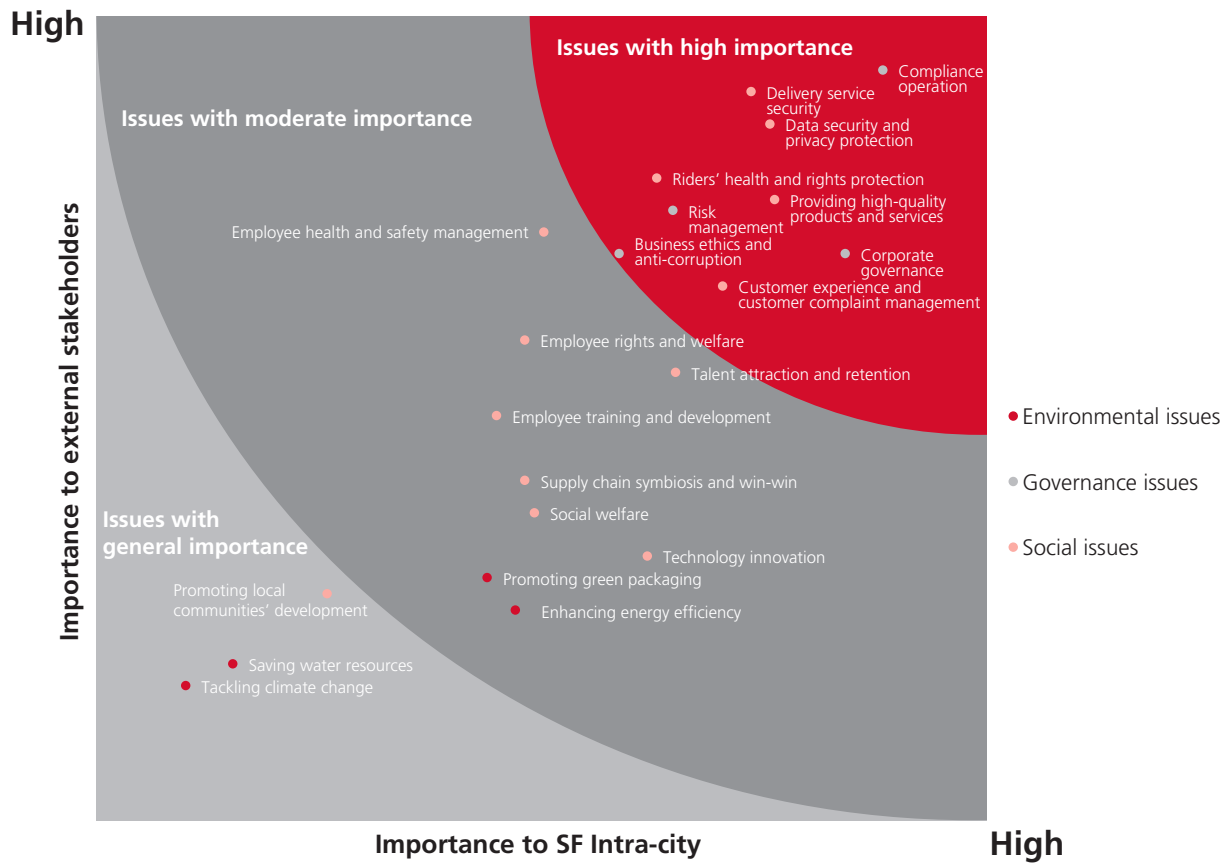 High
Issues with high importance
Compliance
operation
Delivery service
security
Data security and
privacy protection
Issues with moderate importance
Riders’ health and rights protection
Providing high-quality
products and services
Risk
management
Employee health and safety management
Business ethics and
anti-corruption
Corporate
governance
Customer experience and
customer complaint management
Employee rights and welfare
Talent attraction and retention
Employee training and development
Supply chain symbiosis and win-win
Social welfare
Issues with
general importance
Technology innovation
Promoting green packaging
Promoting local
communities’ development
Enhancing energy efficiency
Saving water resources
Tackling climate change
Importance to external stakeholders
Importance to SF Intra-city
High
Environmental issues
Governance issues
Social issues